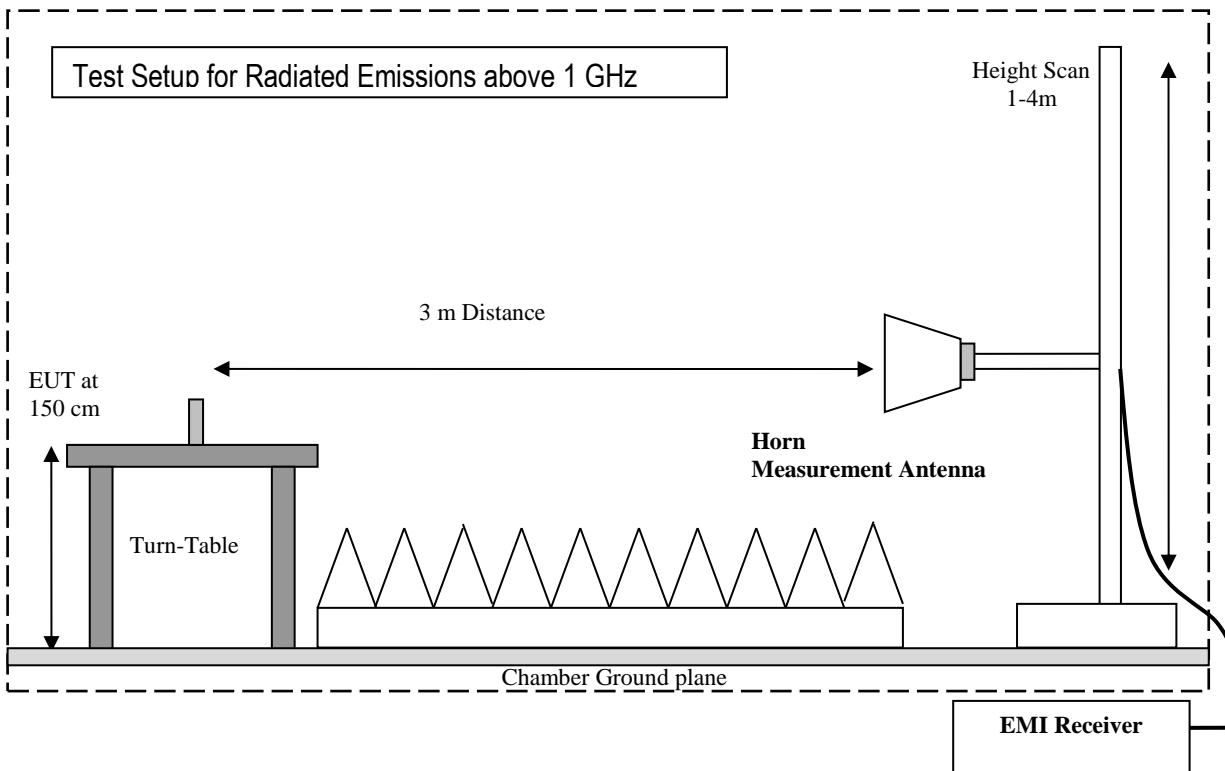 Test Setup for Radiated Emissions above 1 GHz
Height Scan
1-4m
3 m Distance
EUT at
150 cm
Horn
Measurement Antenna
Turn-Table
Chamber Ground plane
EMI Receiver